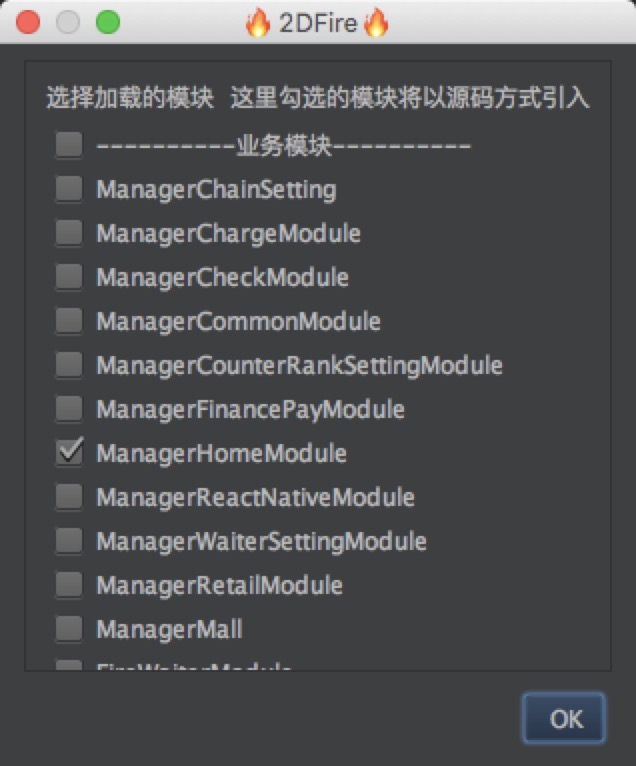 🔥 2DFire🔥
选择加载的模块  这里勾选的模块将以源码方式引入
----------业务模块----------
ManagerChainSetting
ManagerChargeModule
ManagerCheckModule
ManagerCommonModule
ManagerCounterRankSettingModule
ManagerFinancePayModule
ManagerHomeModule
ManagerReactNativeModule
ManagerWaiterSettingModule
ManagerRetailModule
ManagerMall
FireWaiterModule
OK